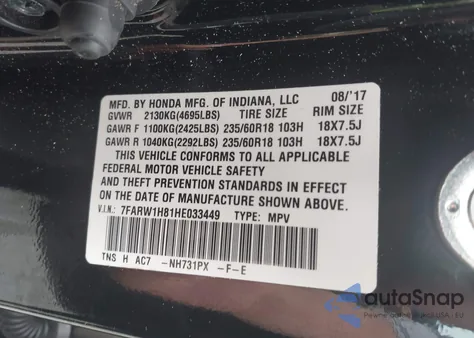 MFD. BY HONDA MFG. OF INDIANA, LLC 08/'17
GVWR 2130KG(4695LBS) TIRE SIZE RIM SIZE
GAWR F 1100KG(2425LBS) 235/60R18 103H 18X7.5J
GAWR R 1040KG(2292LBS) 235/60R18 103H 18X7.5J
THIS VEHICLE CONFORMS TO ALL APPLICABLE
FEDERAL MOTOR VEHICLE SAFETY
AND THEFT PREVENTION STANDARDS IN EFFECT
ON THE DATE OF MANUFACTURE SHOWN ABOVE.
V.I.N.: 7FARW1H81HE033449 TYPE: MPV
TNS H AC7 -NH731PX -F-E
autoSnap